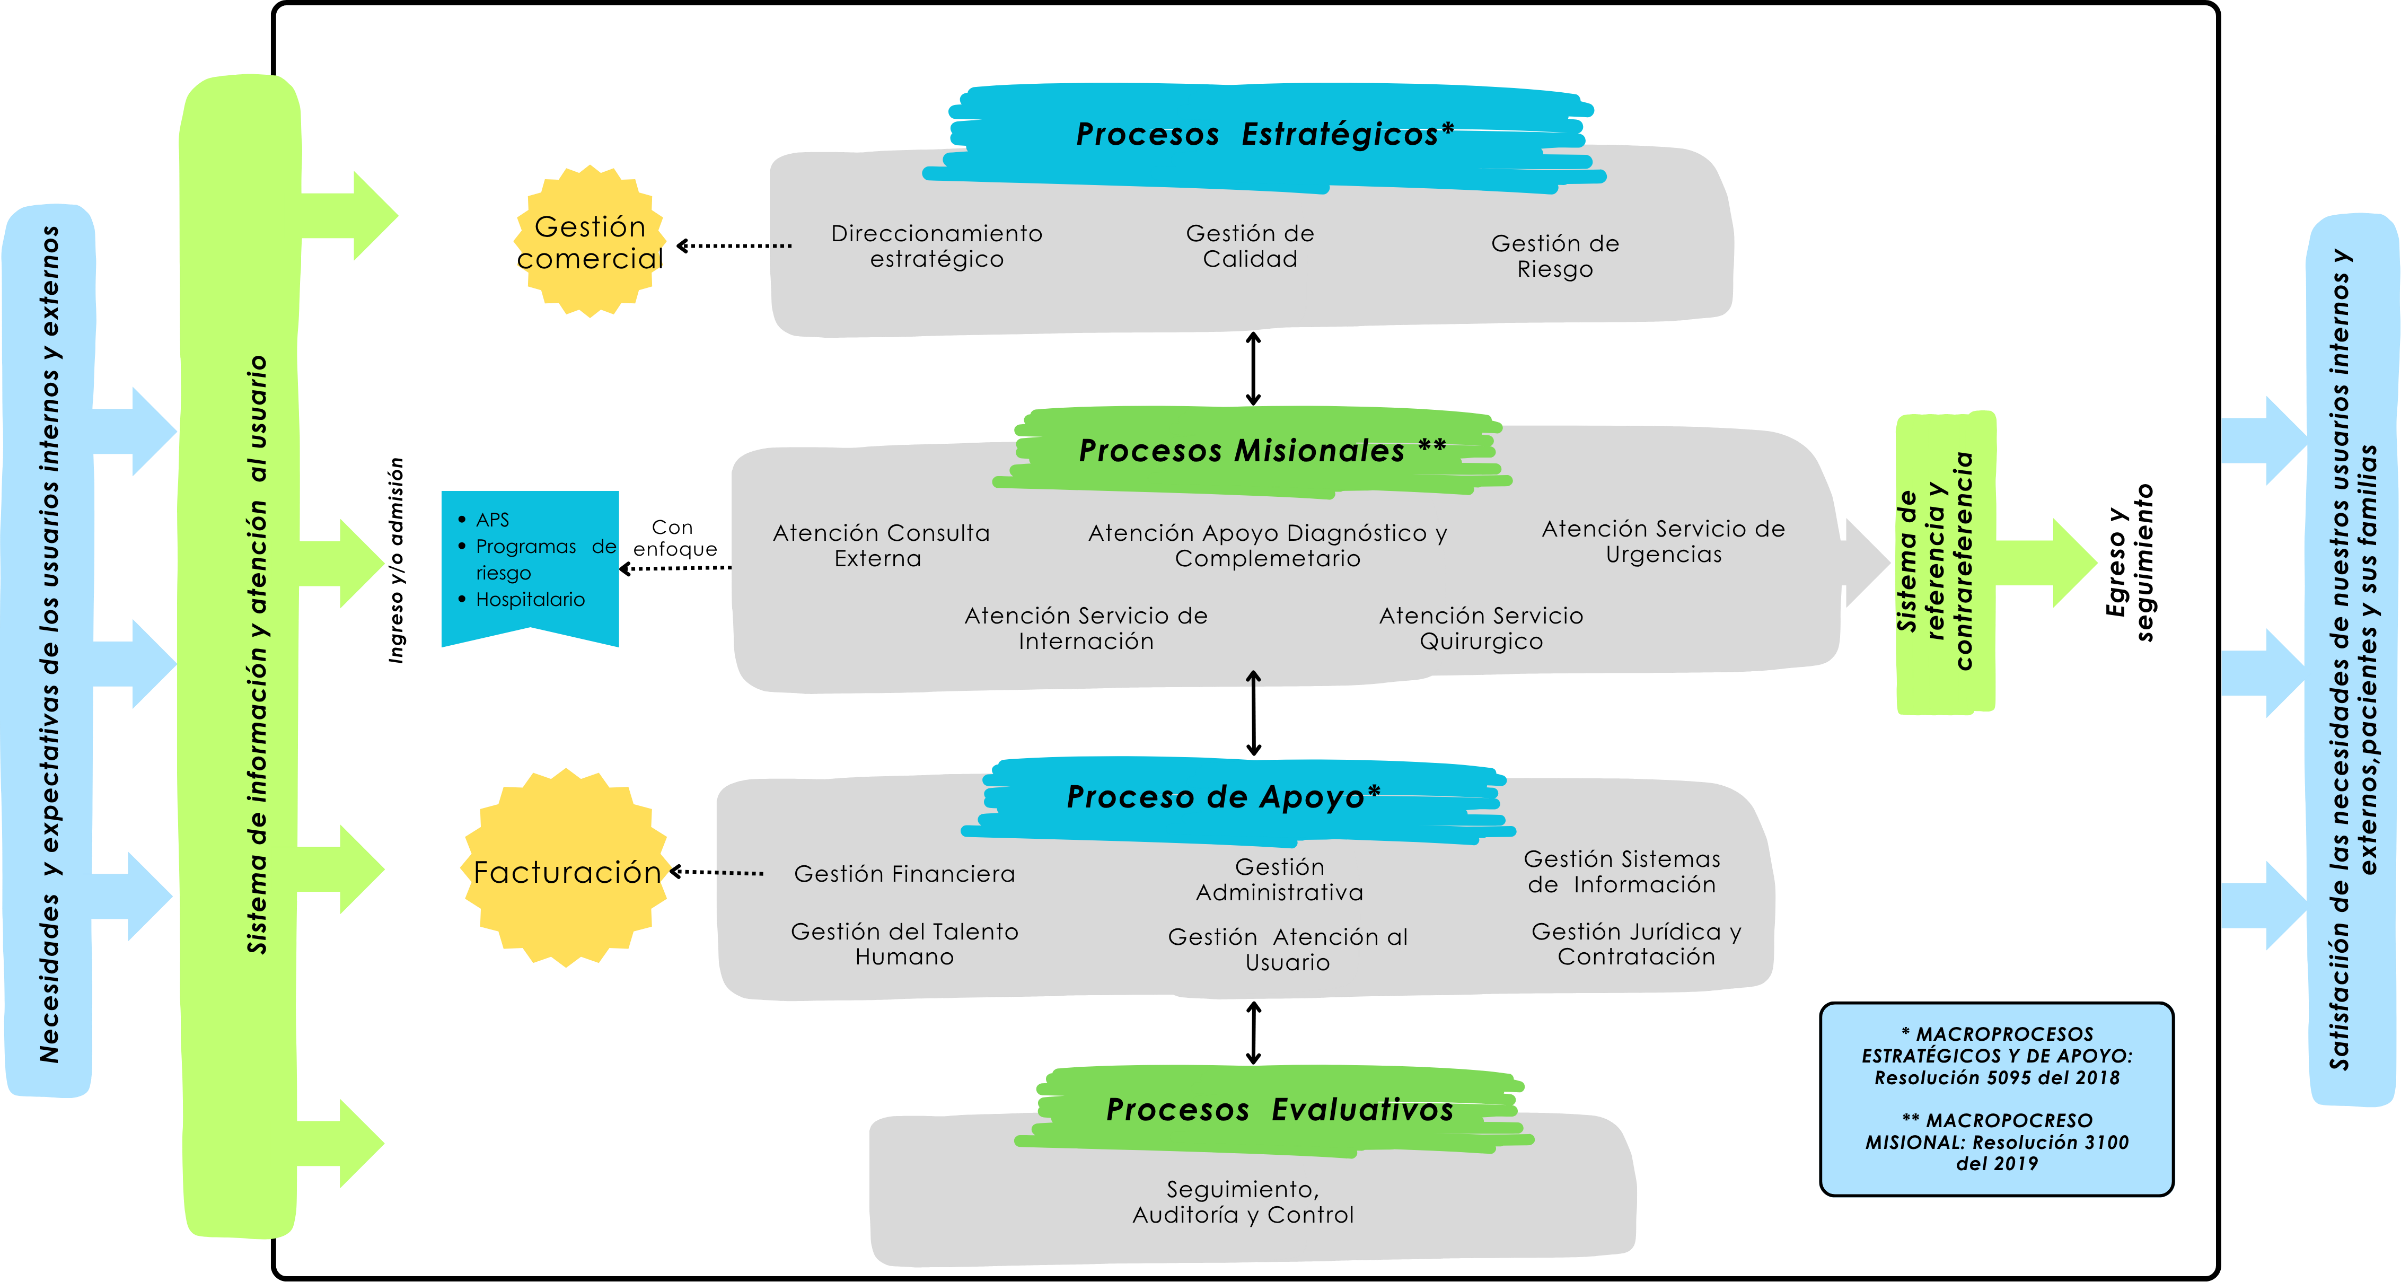 Necesidades y expectativas de los usuarios internos y externos
Sistema de información y atención al usuario
Ingreso y/o admisión
Procesos Estratégicos*
Gestión
comercial
Direccionamiento
estratégico
Gestión de
Calidad
Gestión de
Riesgo
Procesos Misionales **
APS
Programas de
riesgo
Hospitalario
Con
enfoque
Atención Consulta
Externa
Atención Apoyo Diagnóstico y
Complemetario
Atención Servicio de
Urgencias
Atención Servicio de
Internación
Atención Servicio
Quirurgico
Sistema de
referencia y
contrareferencia
Egreso y
seguimiento
Proceso de Apoyo*
Facturación
Gestión Financiera
Gestión
Administrativa
Gestión Sistemas
de Información
Gestión del Talento
Humano
Gestión Atención al
Usuario
Gestión Jurídica y
Contratación
Procesos Evaluativos
Seguimiento,
Auditoría y Control
* MACROPROCESOS
ESTRATÉGICOS Y DE APOYO:
Resolución 5095 del 2018
** MACROPOCRESO
MISIONAL: Resolución 3100
del 2019
Satisfaciión de las necesidades de nuestros usuarios internos y
externos,pacientes y sus familias